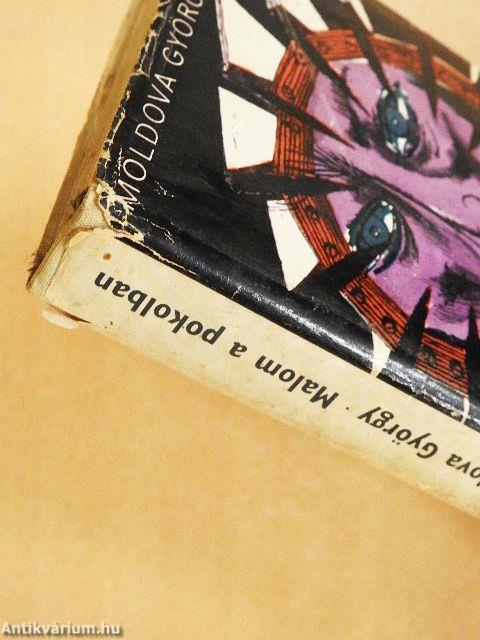 MOLDOVA GYÖRG
dova György · Malom a pokolban
Antikvárium.hu